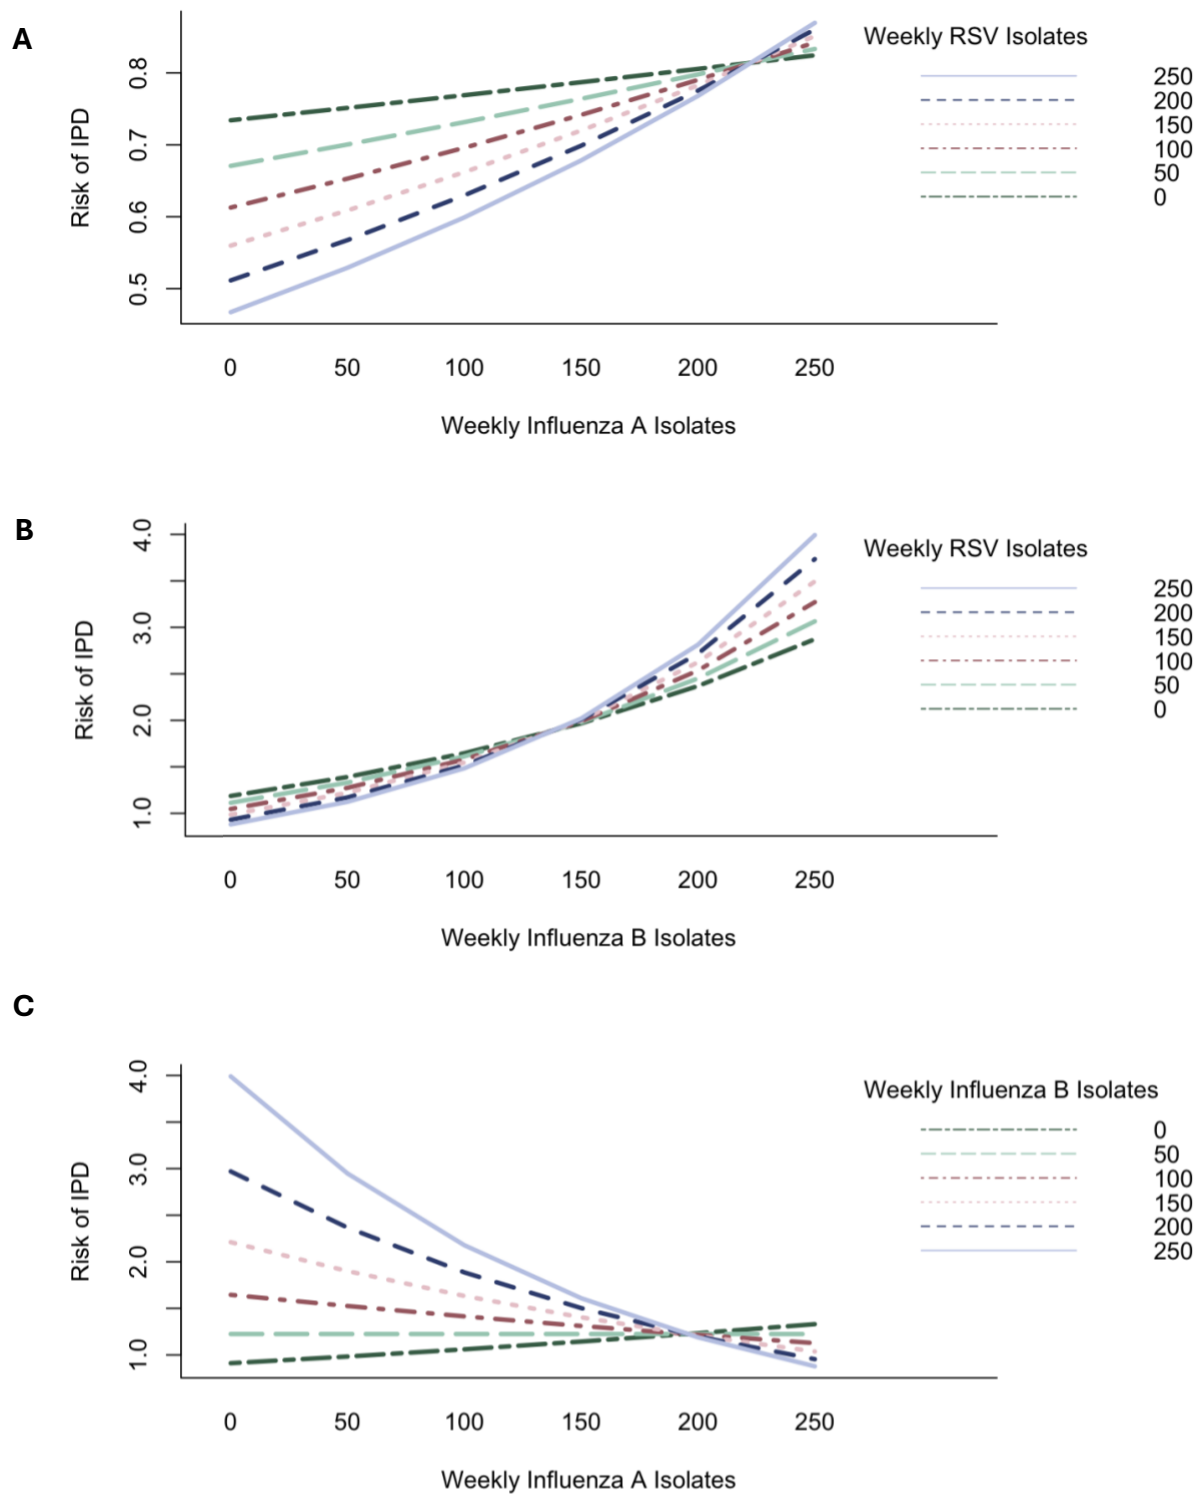 A
Weekly RSV Isolates
250
200
150
100
50
0
Risk of IPD
0.8
0.7
0.6
0.5
0 50 100 150 200 250
Weekly Influenza A Isolates
B
Weekly RSV Isolates
250
200
150
100
50
0
Risk of IPD
4.0
3.0
2.0
1.0
0 50 100 150 200 250
Weekly Influenza B Isolates
C
Weekly Influenza B Isolates
0
50
100
150
200
250
Risk of IPD
4.0
3.0
2.0
1.0
0 50 100 150 200 250
Weekly Influenza A Isolates